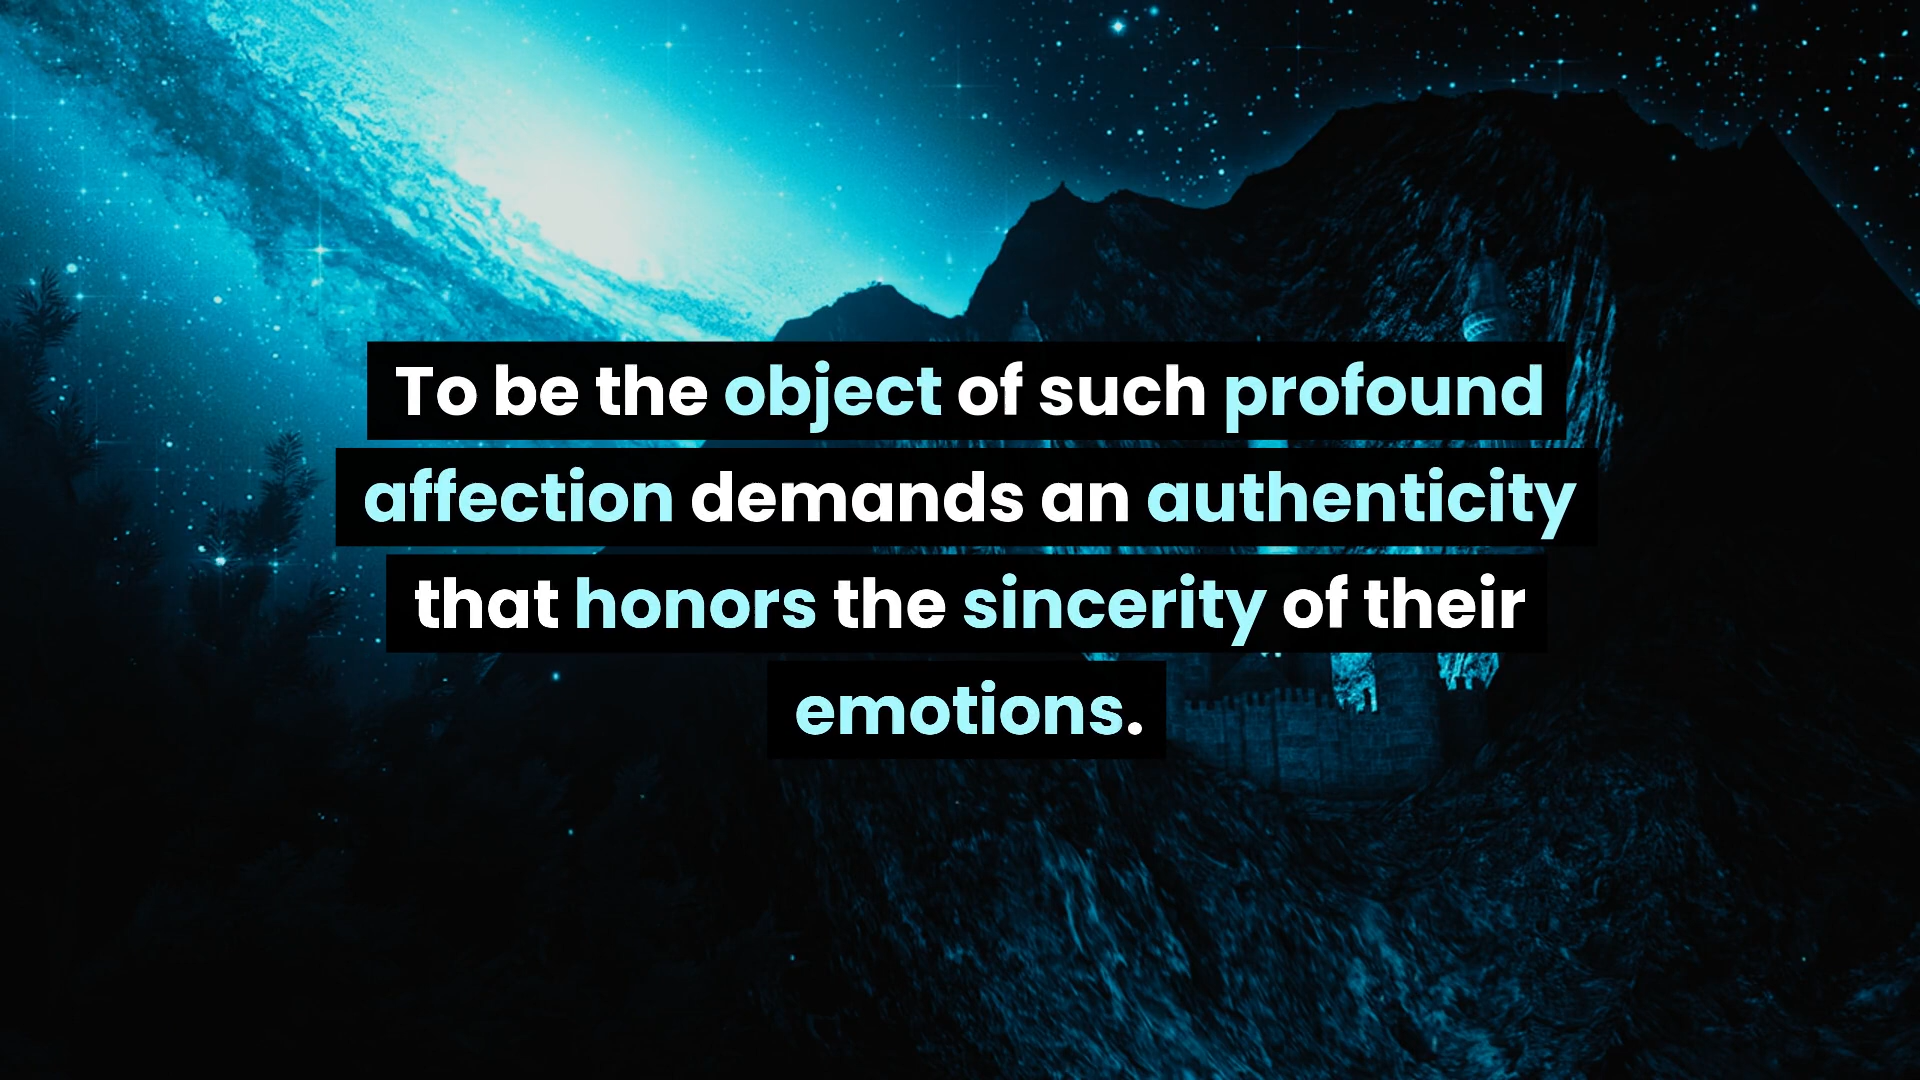 To be the object of such profound
affection demands an authenticity
that honors the sincerity of their
emotions.